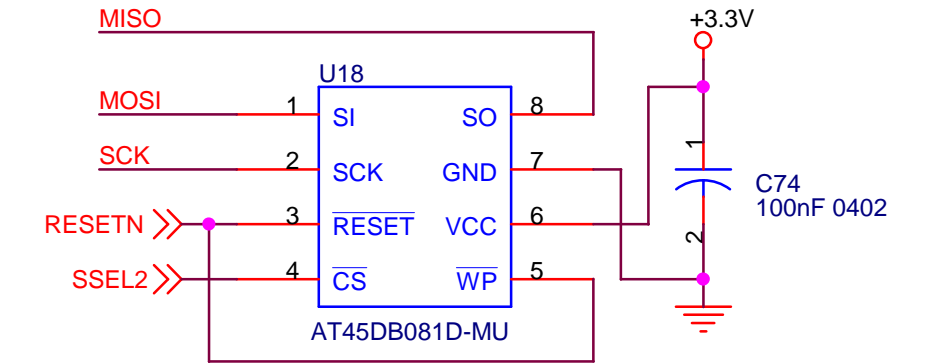 MISO
+3.3V
U18
MOSI 1 SI SO 8
SCK 2 SCK GND 7
1
C74
100nF 0402
RESETN 3 RESET VCC 6
2
SSEL2 4 CS WP 5
AT45DB081D-MU